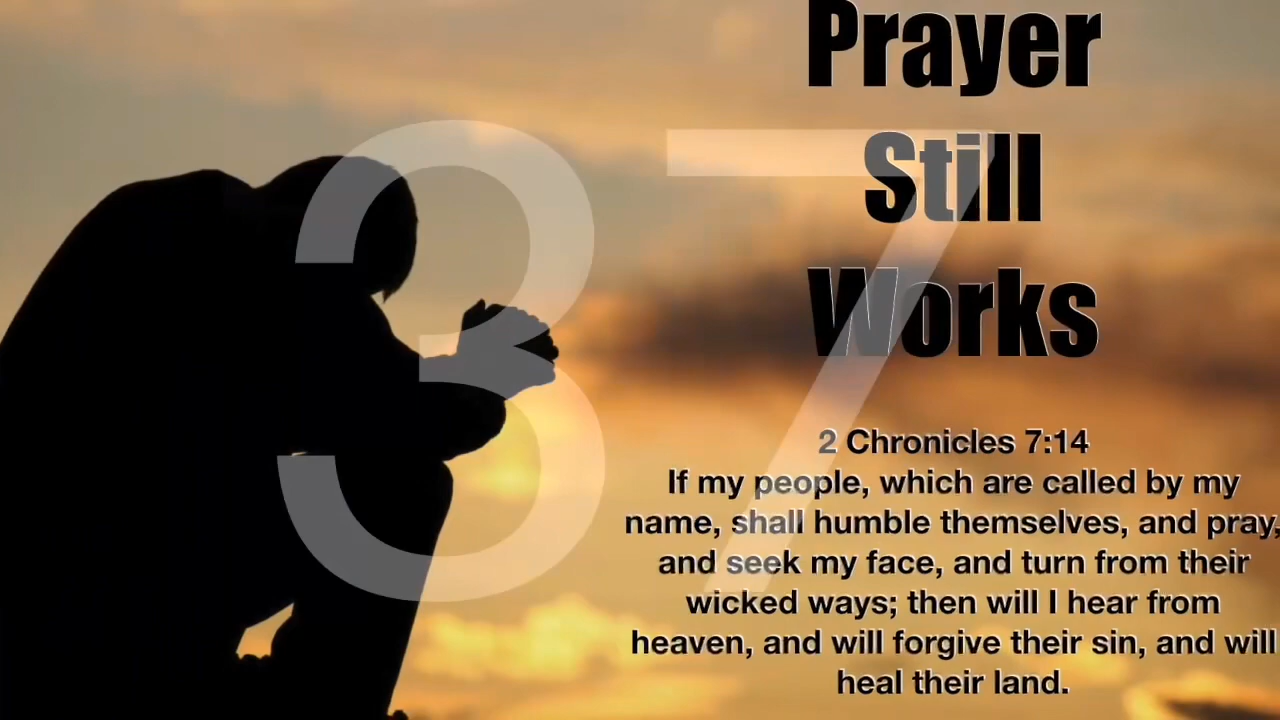 Prayer
Still
Works
37
2 Chronicles 7:14
If my people, which are called by my
name, shall humble themselves, and pray,
and seek my face, and turn from their
wicked ways; then will I hear from
heaven, and will forgive their sin, and will
heal their land.